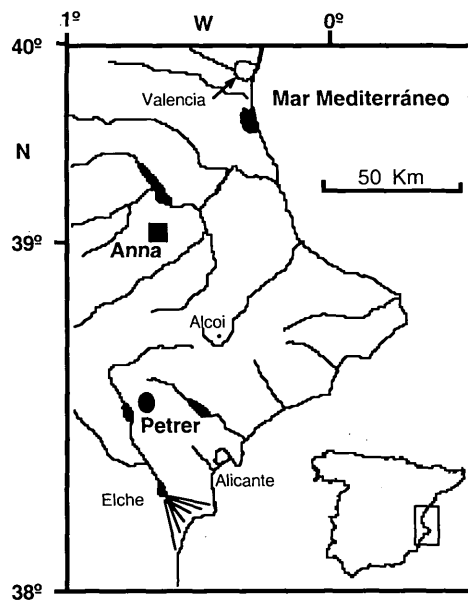 1º W 0º
40º
Valencia
Mar Mediterráneo
N
50 Km
39º
Anna
Alcoi
Petrer
Alicante
Elche
38º